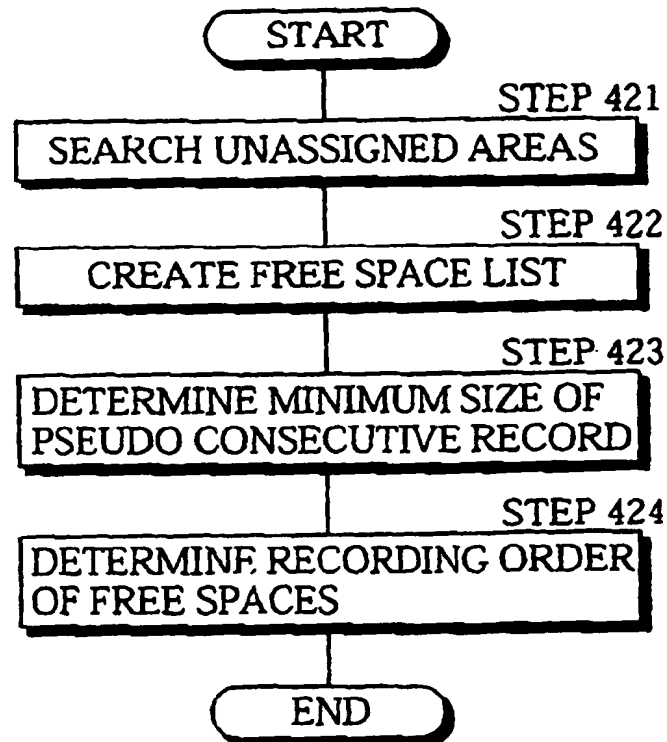 START
STEP 421
SEARCH UNASSIGNED AREAS
STEP 422
CREATE FREE SPACE LIST
STEP 423
DETERMINE MINIMUM SIZE OF
PSEUDO CONSECUTIVE RECORD
STEP 424
DETERMINE RECORDING ORDER
OF FREE SPACES
END